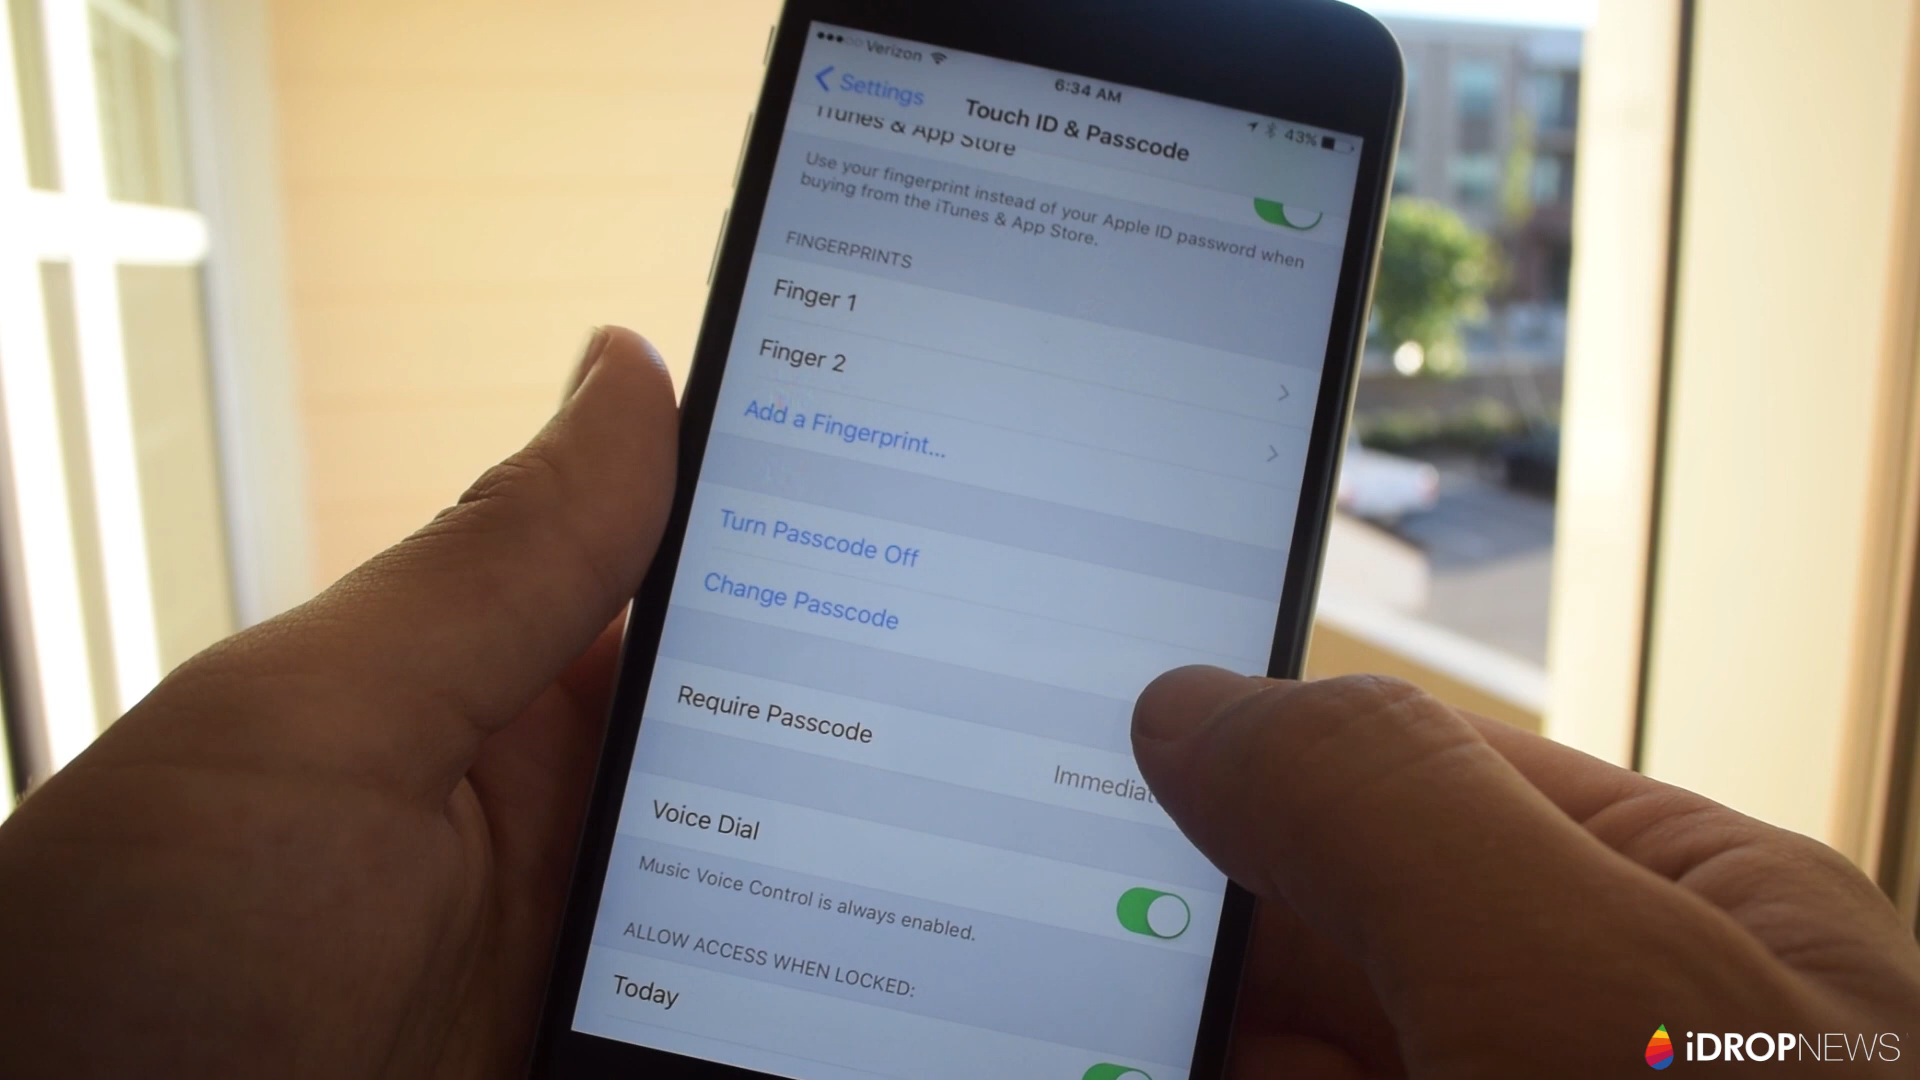 Verizon
6:34 AM
43%
Settings
Touch ID & Passcode
iTunes & App Store
Use your fingerprint instead of your Apple ID password when
buying from the iTunes & App Store.
FINGERPRINTS
Finger 1
Finger 2
Add a Fingerprint...
Turn Passcode Off
Change Passcode
Require Passcode
Immediat
Voice Dial
Music Voice Control is always enabled.
ALLOW ACCESS WHEN LOCKED:
Today
iDROPNEWS